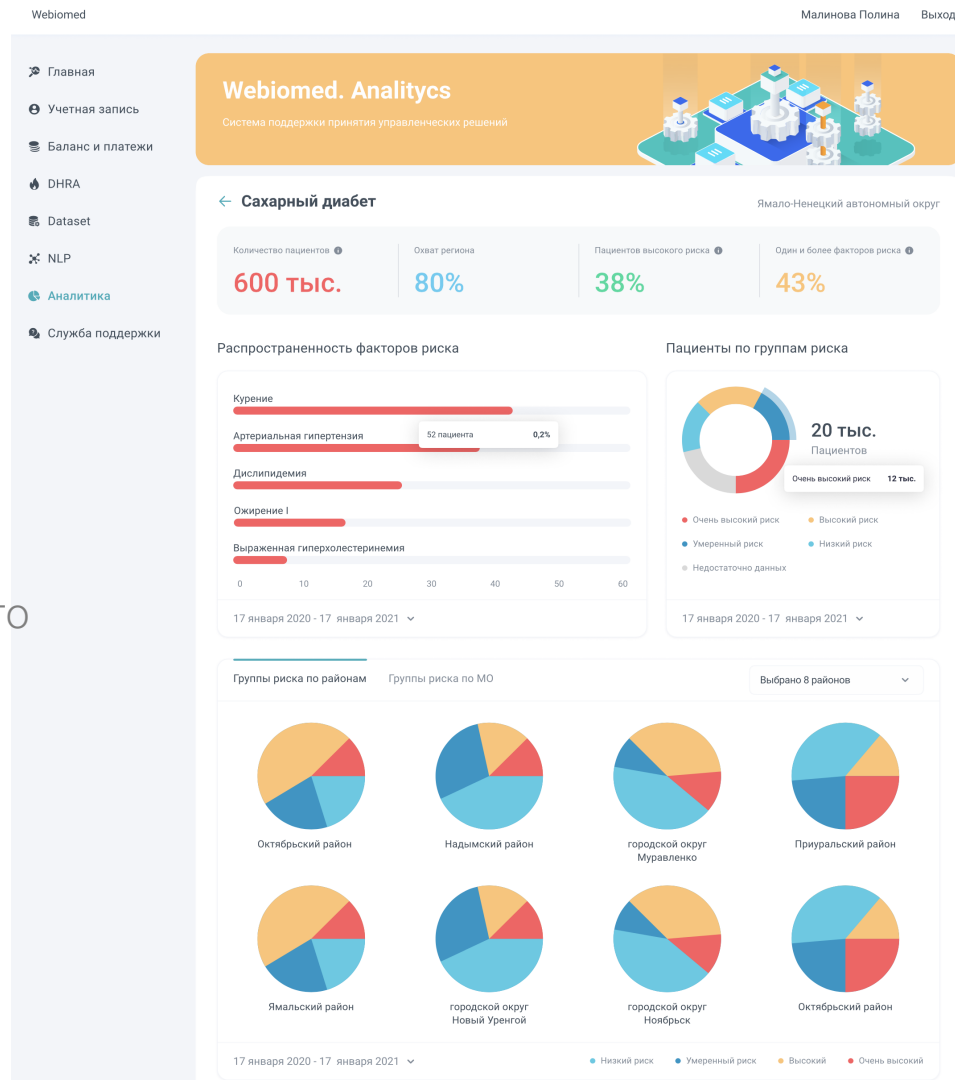 Webiomed
Малинова Полина
Выход
Главная
Учетная запись
Баланс и платежи
DHRA
Dataset
NLP
Аналитика
Служба поддержки
то
Webiomed. Analitycs
Система поддержки принятия управленческих решений
← Сахарный диабет
Ямало-Ненецкий автономный округ
Количество пациентов
600 тыс.
Охват региона
80%
Пациентов высокого риска
38%
Один и более факторов риска
43%
Распространенность факторов риска
Курение
Артериальная гипертензия
52 пациента 0,2%
Дислипидемия
Ожирение I
Выраженная гиперхолестеринемия
0 10 20 30 40 50 60
17 января 2020 - 17 января 2021
Пациенты по группам риска
20 тыс.
Пациентов
Очень высокий риск 12 тыс.
Очень высокий риск
Высокий риск
Умеренный риск
Низкий риск
Недостаточно данных
17 января 2020 - 17 января 2021
Группы риска по районам
Группы риска по МО
Выбрано 8 районов
Октябрьский район
Надымский район
городской округ
Муравленко
Приуральский район
Ямальский район
городской округ
Новый Уренгой
городской округ
Ноябрьск
Октябрьский район
17 января 2020 - 17 января 2021
Низкий риск
Умеренный риск
Высокий
Очень высокий